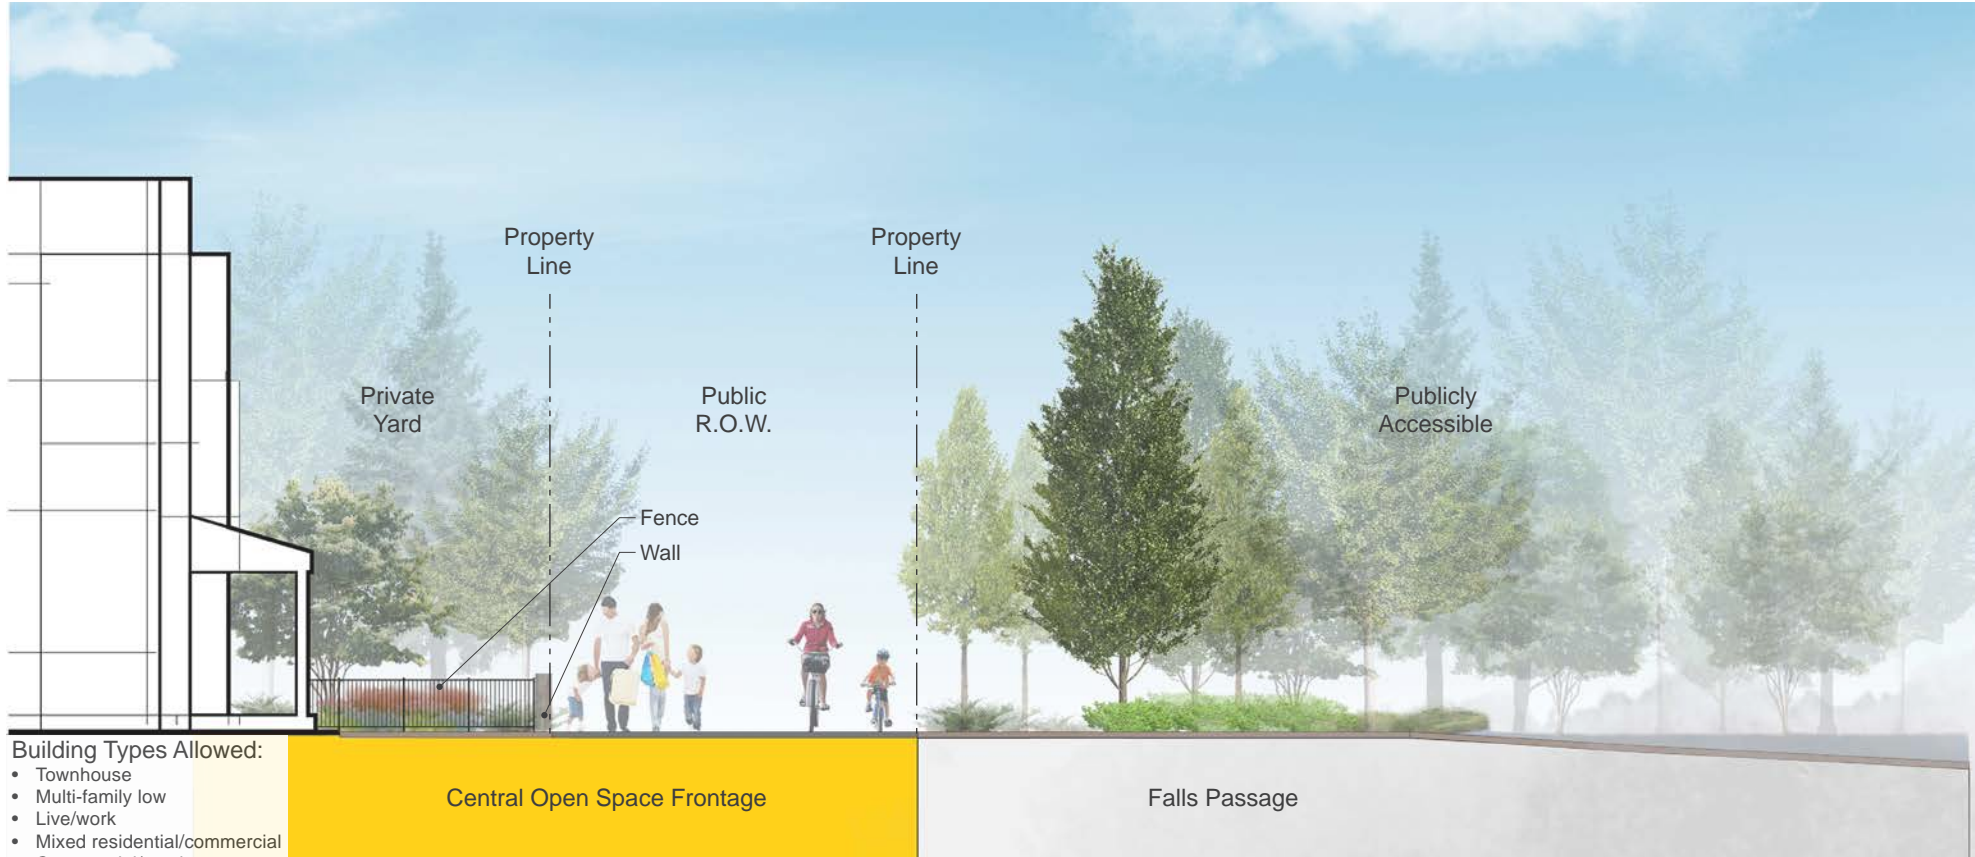 Property
Line
Property
Line
Private
Yard
Public
R.O.W.
Publicly
Accessible
Fence
Wall
Building Types Allowed:
• Townhouse
• Multi-family low
• Live/work
• Mixed residential/commercial
Central Open Space Frontage
Falls Passage